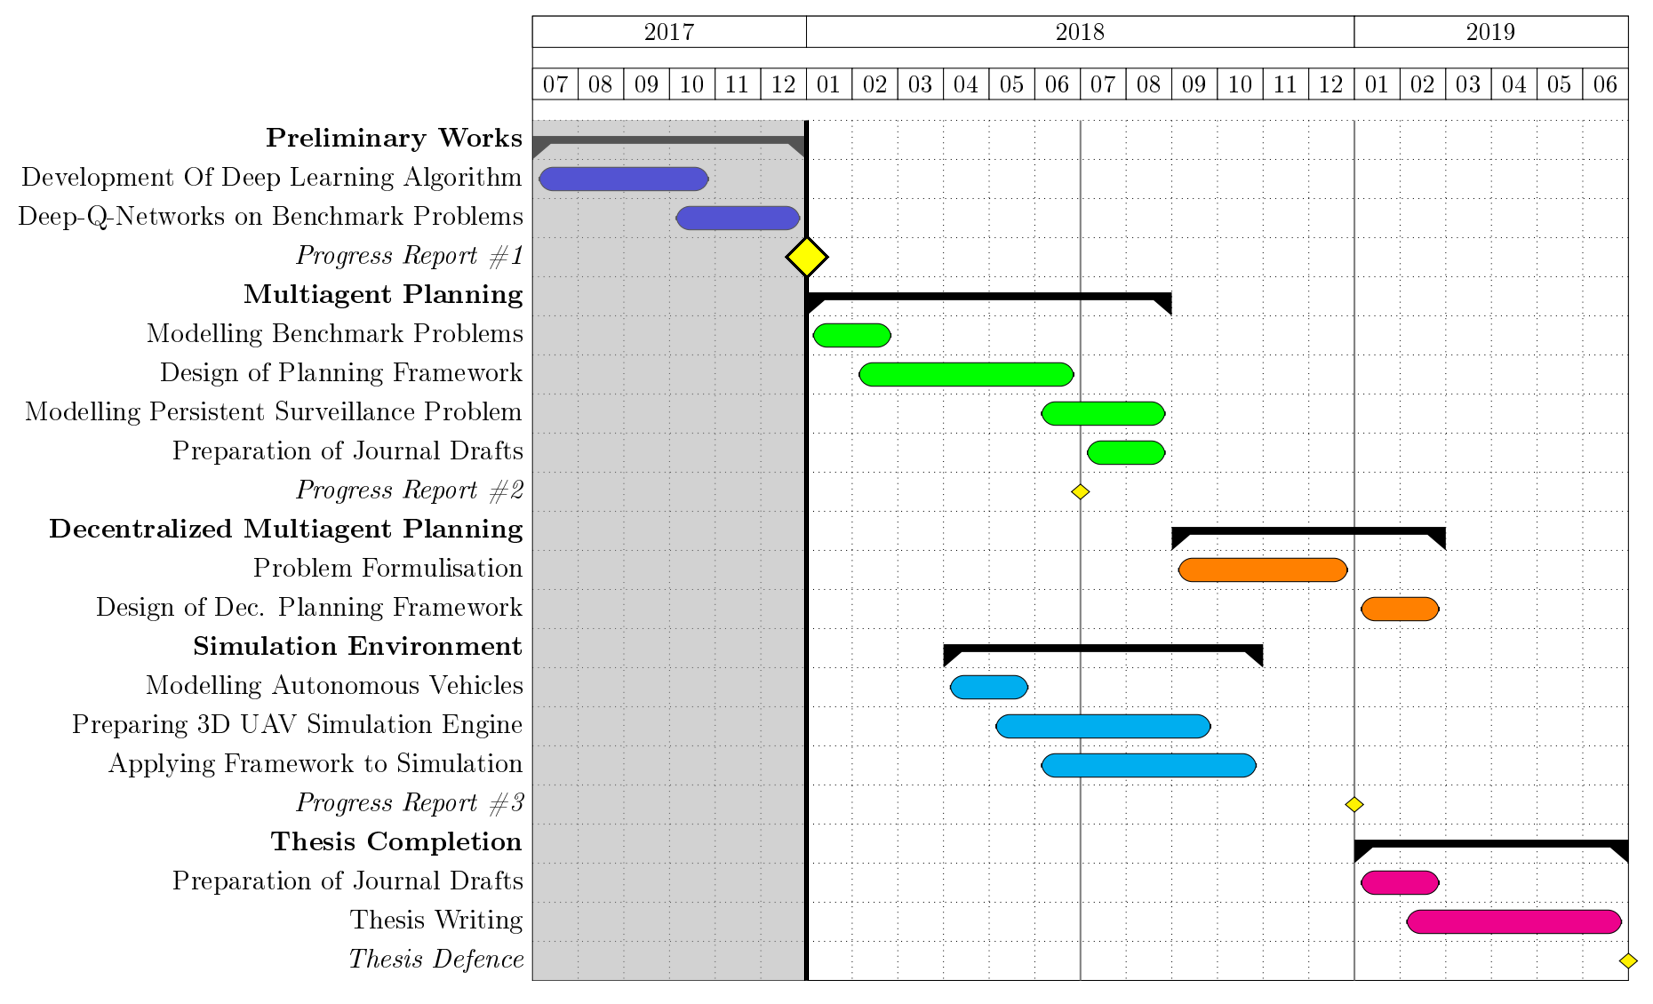 2017 2018 2019
07 08 09 10 11 12 01 02 03 04 05 06 07 08 09 10 11 12 01 02 03 04 05 06
Preliminary Works
Development Of Deep Learning Algorithm
Deep-Q-Networks on Benchmark Problems
Progress Report #1
Multiagent Planning
Modelling Benchmark Problems
Design of Planning Framework
Modelling Persistent Surveillance Problem
Preparation of Journal Drafts
Progress Report #2
Decentralized Multiagent Planning
Problem Formulisation
Design of Dec. Planning Framework
Simulation Environment
Modelling Autonomous Vehicles
Preparing 3D UAV Simulation Engine
Applying Framework to Simulation
Progress Report #3
Thesis Completion
Preparation of Journal Drafts
Thesis Writing
Thesis Defence